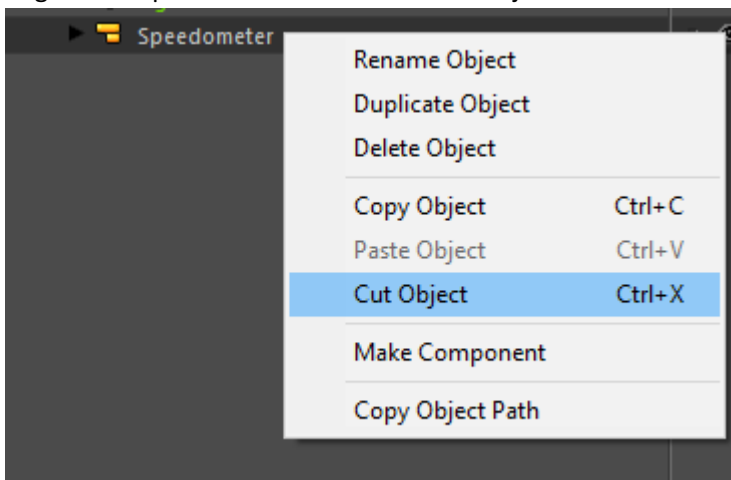 Speedometer
Rename Object
Duplicate Object
Delete Object
Copy Object Ctrl+C
Paste Object Ctrl+V
Cut Object Ctrl+X
Make Component
Copy Object Path